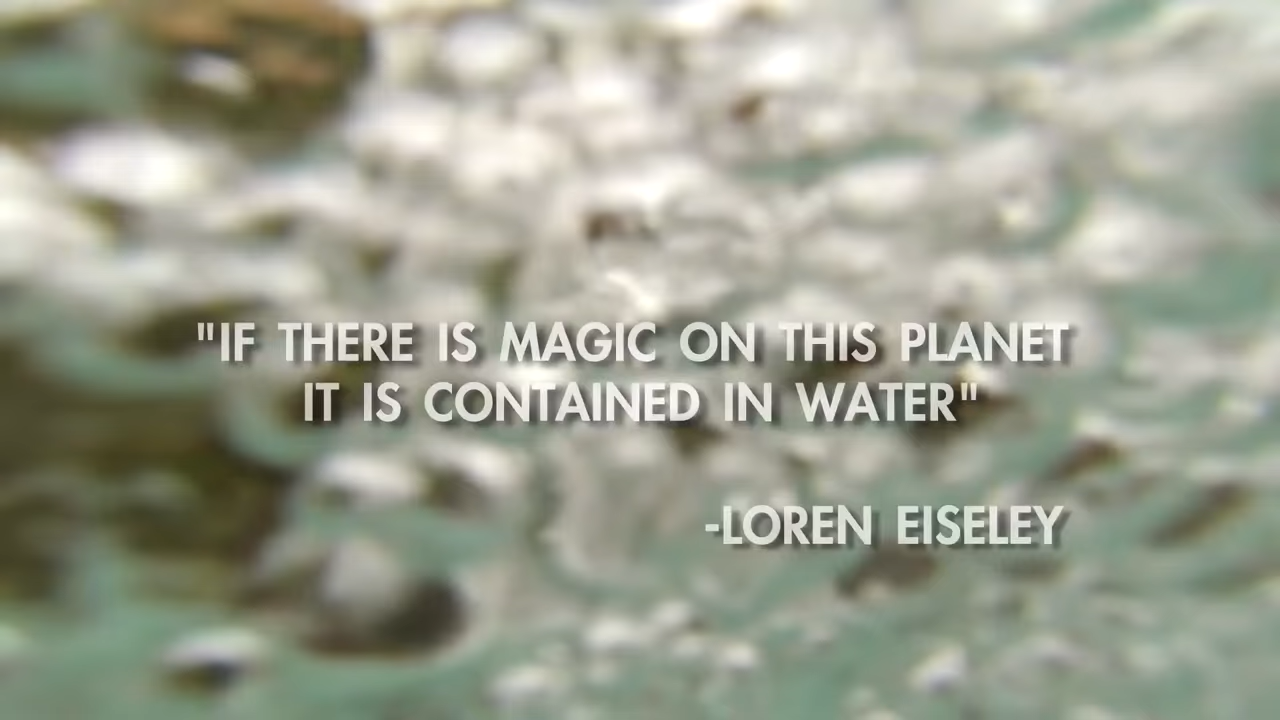 "IF THERE IS MAGIC ON THIS PLANET
IT IS CONTAINED IN WATER"
-LOREN EISELEY